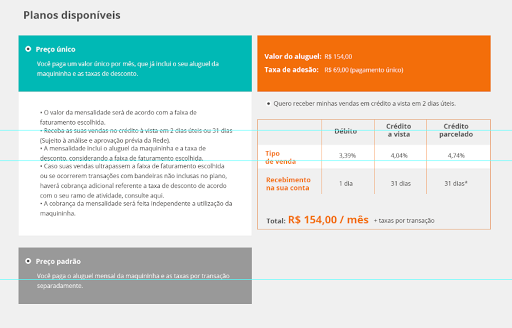 Planos disponíveis
Preço único
Você paga um valor único por mês, que já inclui o seu aluguel da
maquininha e as taxas de desconto.
• O valor da mensalidade será de acordo com a faixa de
faturamento escolhida.
• Receba as suas vendas no crédito à vista em 2 dias úteis ou 31 dias
(Sujeito à análise e aprovação prévia da Rede).
• A mensalidade inclui o aluguel da maquininha e a taxa de
desconto, considerando a faixa de faturamento escolhida.
• Caso suas vendas ultrapassem a faixa de faturamento escolhida
ou se ocorrerem transações com bandeiras não inclusas no plano,
haverá cobrança adicional referente a taxa de desconto de acordo
com o seu ramo de atividade, consulte aqui.
• A cobrança da mensalidade será feita independente a utilização da
maquininha.
Preço padrão
Você paga o aluguel mensal da maquininha e as taxas por transação
separadamente.
Valor do aluguel: R$ 154,00
Taxa de adesão: R$ 69,00 (pagamento único)
• Quero receber minhas vendas em crédito a vista em 2 dias úteis.
Débito Crédito a vista Crédito parcelado
Tipo de venda 3,39% 4,04% 4,74%
Recebimento na sua conta 1 dia 31 dias 31 dias*
Total: R$ 154,00 / mês + taxas por transação